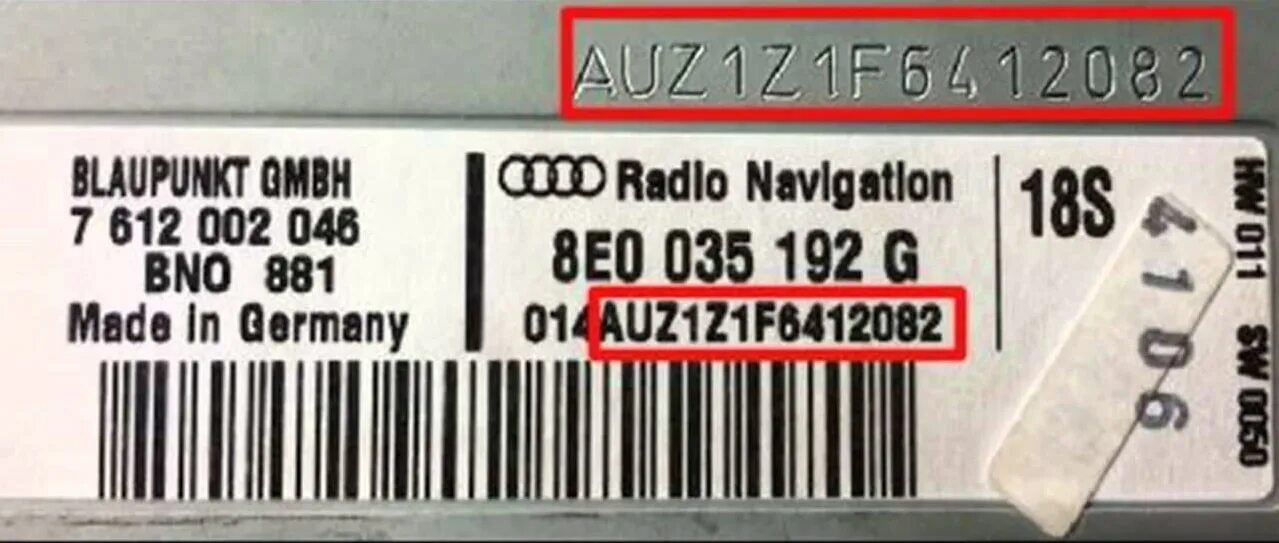 AUZ1Z1F6412082
BLAUPUNKT GMBH
7 612 002 046
BNO 881
Made in Germany
Radio Navigation
8E0 035 192 G
014AUZ1Z1F6412082
18S
41106
HW 011 SW 0050